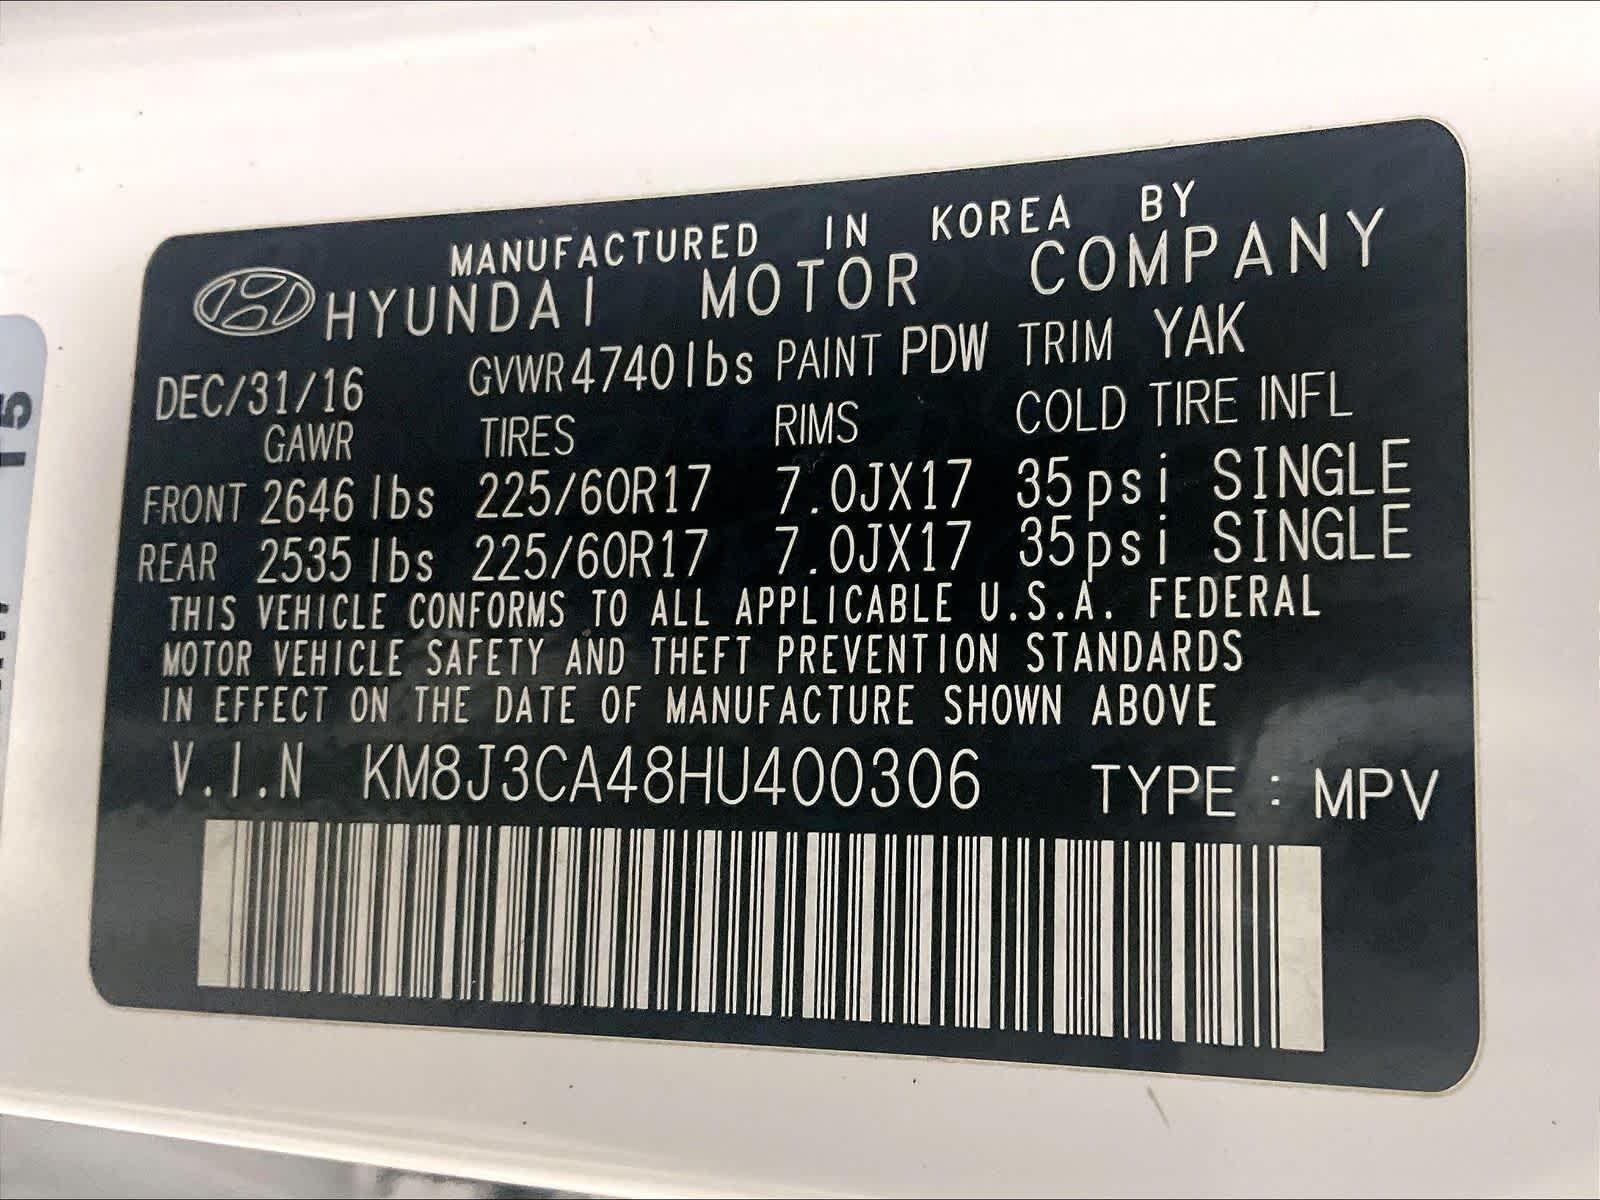 MANUFACTURED IN KOREA BY
HYUNDAI MOTOR COMPANY
DEC/31/16 GVWR 4740lbs PAINT PDW TRIM YAK
GAWR TIRES RIMS COLD TIRE INFL
FRONT 2646 lbs 225/60R17 7.0JX17 35psi SINGLE
REAR 2535 lbs 225/60R17 7.0JX17 35psi SINGLE
THIS VEHICLE CONFORMS TO ALL APPLICABLE U.S.A. FEDERAL
MOTOR VEHICLE SAFETY AND THEFT PREVENTION STANDARDS
IN EFFECT ON THE DATE OF MANUFACTURE SHOWN ABOVE
V.I.N KM8J3CA48HU400306 TYPE : MPV